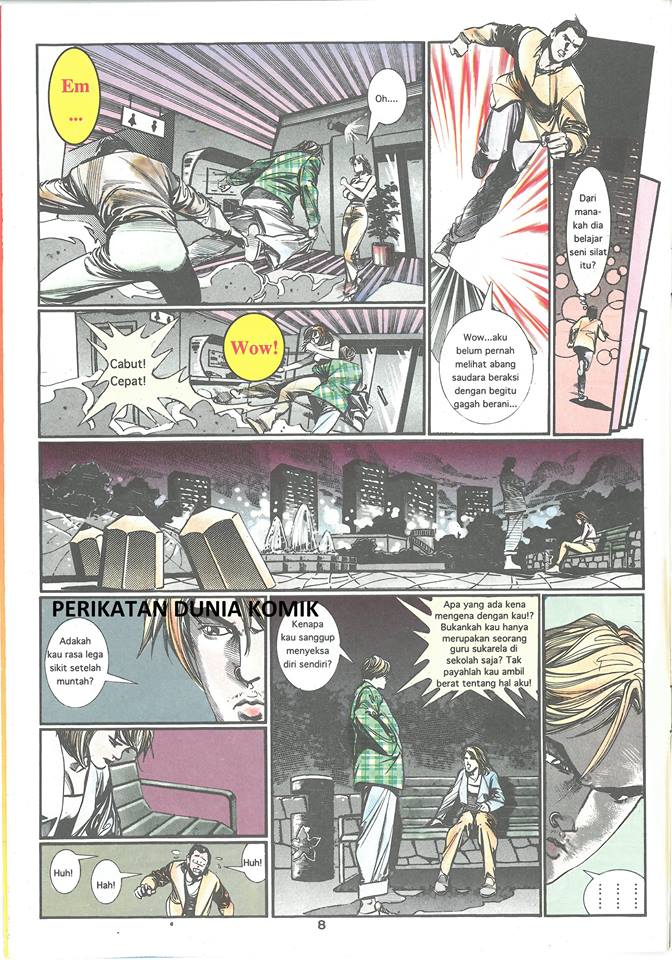 Em
...
Oh....
Dari
mana-
kah dia
belajar
seni silat
itu?
Wow...aku
belum pernah
melihat abang
saudara beraksi
dengan begitu
gagah berani...
Cabut!
Cepat!
Wow!
PERIKATAN DUNIA KOMIK
Adakah
kau rasa lega
sikit setelah
muntah?
Kenapa
kau sanggup
menyeksa
diri sendiri?
Apa yang ada kena
mengena dengan kau!?
Bukankah kau hanya
merupakan seorang
guru sukarela di
sekolah saja? Tak
payahlah kau ambil
berat tentang hal aku!
Huh!
Hah!
Huh!
8